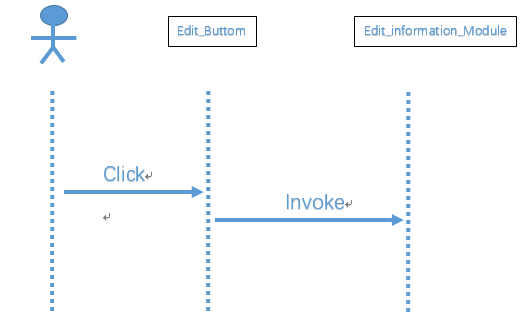 Edit_Buttom
Edit_information_Module
Click
Invoke